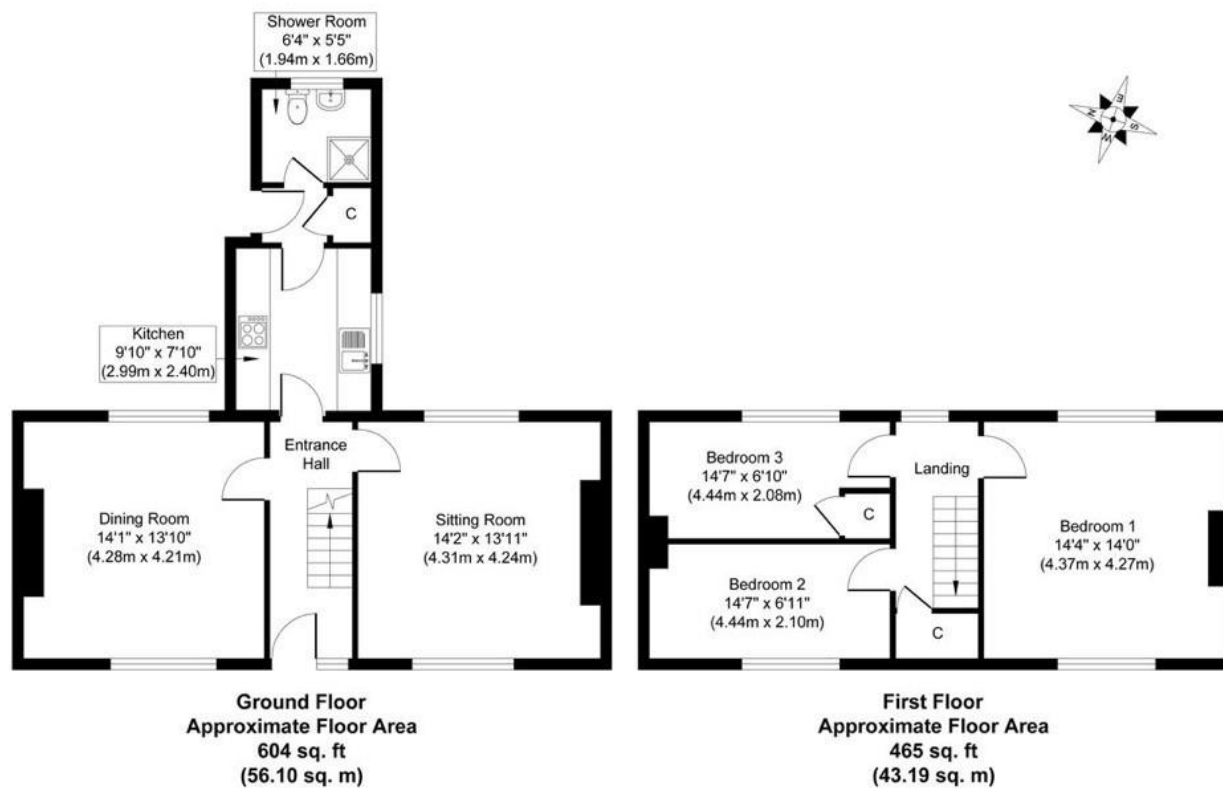 Shower Room
6'4" x 5'5"
(1.94m x 1.66m)
C
Kitchen
9'10" x 7'10"
(2.99m x 2.40m)
Entrance
Hall
Dining Room
14'1" x 13'10"
(4.28m x 4.21m)
Sitting Room
14'2" x 13'11"
(4.31m x 4.24m)
Ground Floor
Approximate Floor Area
604 sq. ft
(56.10 sq. m)
N
E
S
W
Bedroom 3
14'7" x 6'10"
(4.44m x 2.08m)
C
Landing
Bedroom 1
14'4" x 14'0"
(4.37m x 4.27m)
Bedroom 2
14'7" x 6'11"
(4.44m x 2.10m)
C
First Floor
Approximate Floor Area
465 sq. ft
(43.19 sq. m)